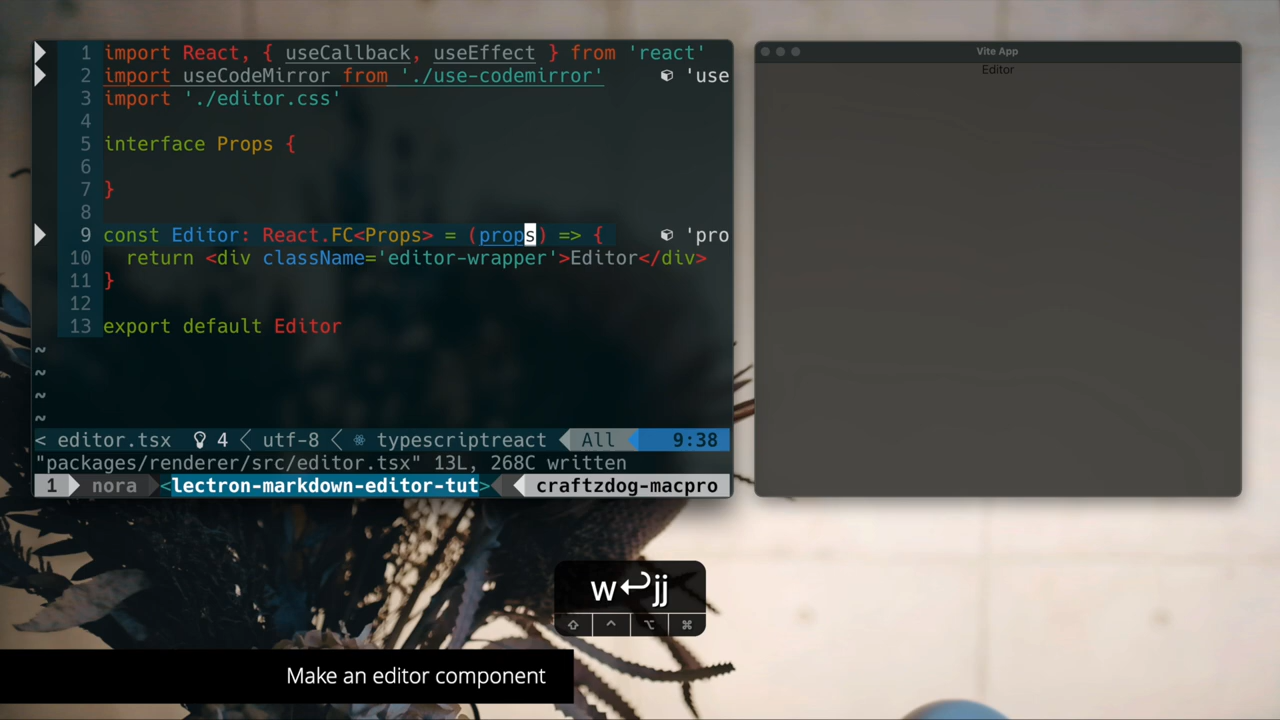 1 import React, { useCallback, useEffect } from 'react'
2 import useCodeMirror from './use-codemirror' 'use
3 import './editor.css'
4
5 interface Props {
6
7 }
8
9 const Editor: React.FC<Props> = (props) => { 'pro
10 return <div className='editor-wrapper'>Editor</div>
11 }
12
13 export default Editor
~
~
~
~
< editor.tsx 4 utf-8 typescriptreact All 9:38
"packages/renderer/src/editor.tsx" 13L, 268C written
1 nora <lectron-markdown-editor-tut> craftzdog-macpro
Vite App
Editor
w↩jj
⇧ ^ ⌥ ⌘
Make an editor component